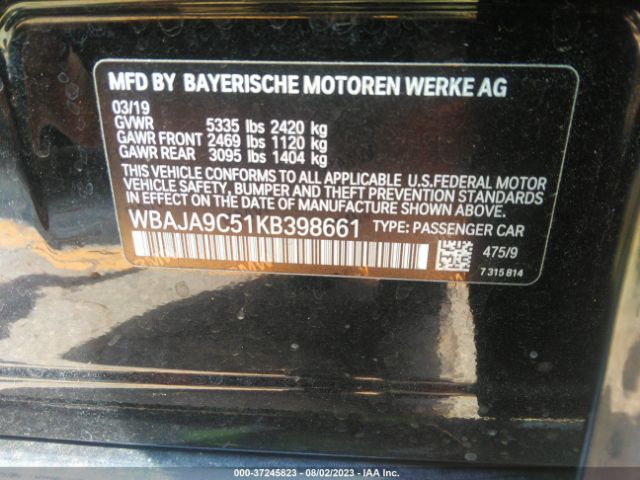 MFD BY BAYERISCHE MOTOREN WERKE AG
03/19
GVWR 5335 lbs 2420 kg
GAWR FRONT 2469 lbs 1120 kg
GAWR REAR 3095 lbs 1404 kg
THIS VEHICLE CONFORMS TO ALL APPLICABLE U.S.FEDERAL MOTOR
VEHICLE SAFETY, BUMPER AND THEFT PREVENTION STANDARDS
IN EFFECT ON THE DATE OF MANUFACTURE SHOWN ABOVE.
WBAJA9C51KB398661 TYPE: PASSENGER CAR
475/9
7 315 814
000-37245823 - 08/02/2023 - IAA Inc.